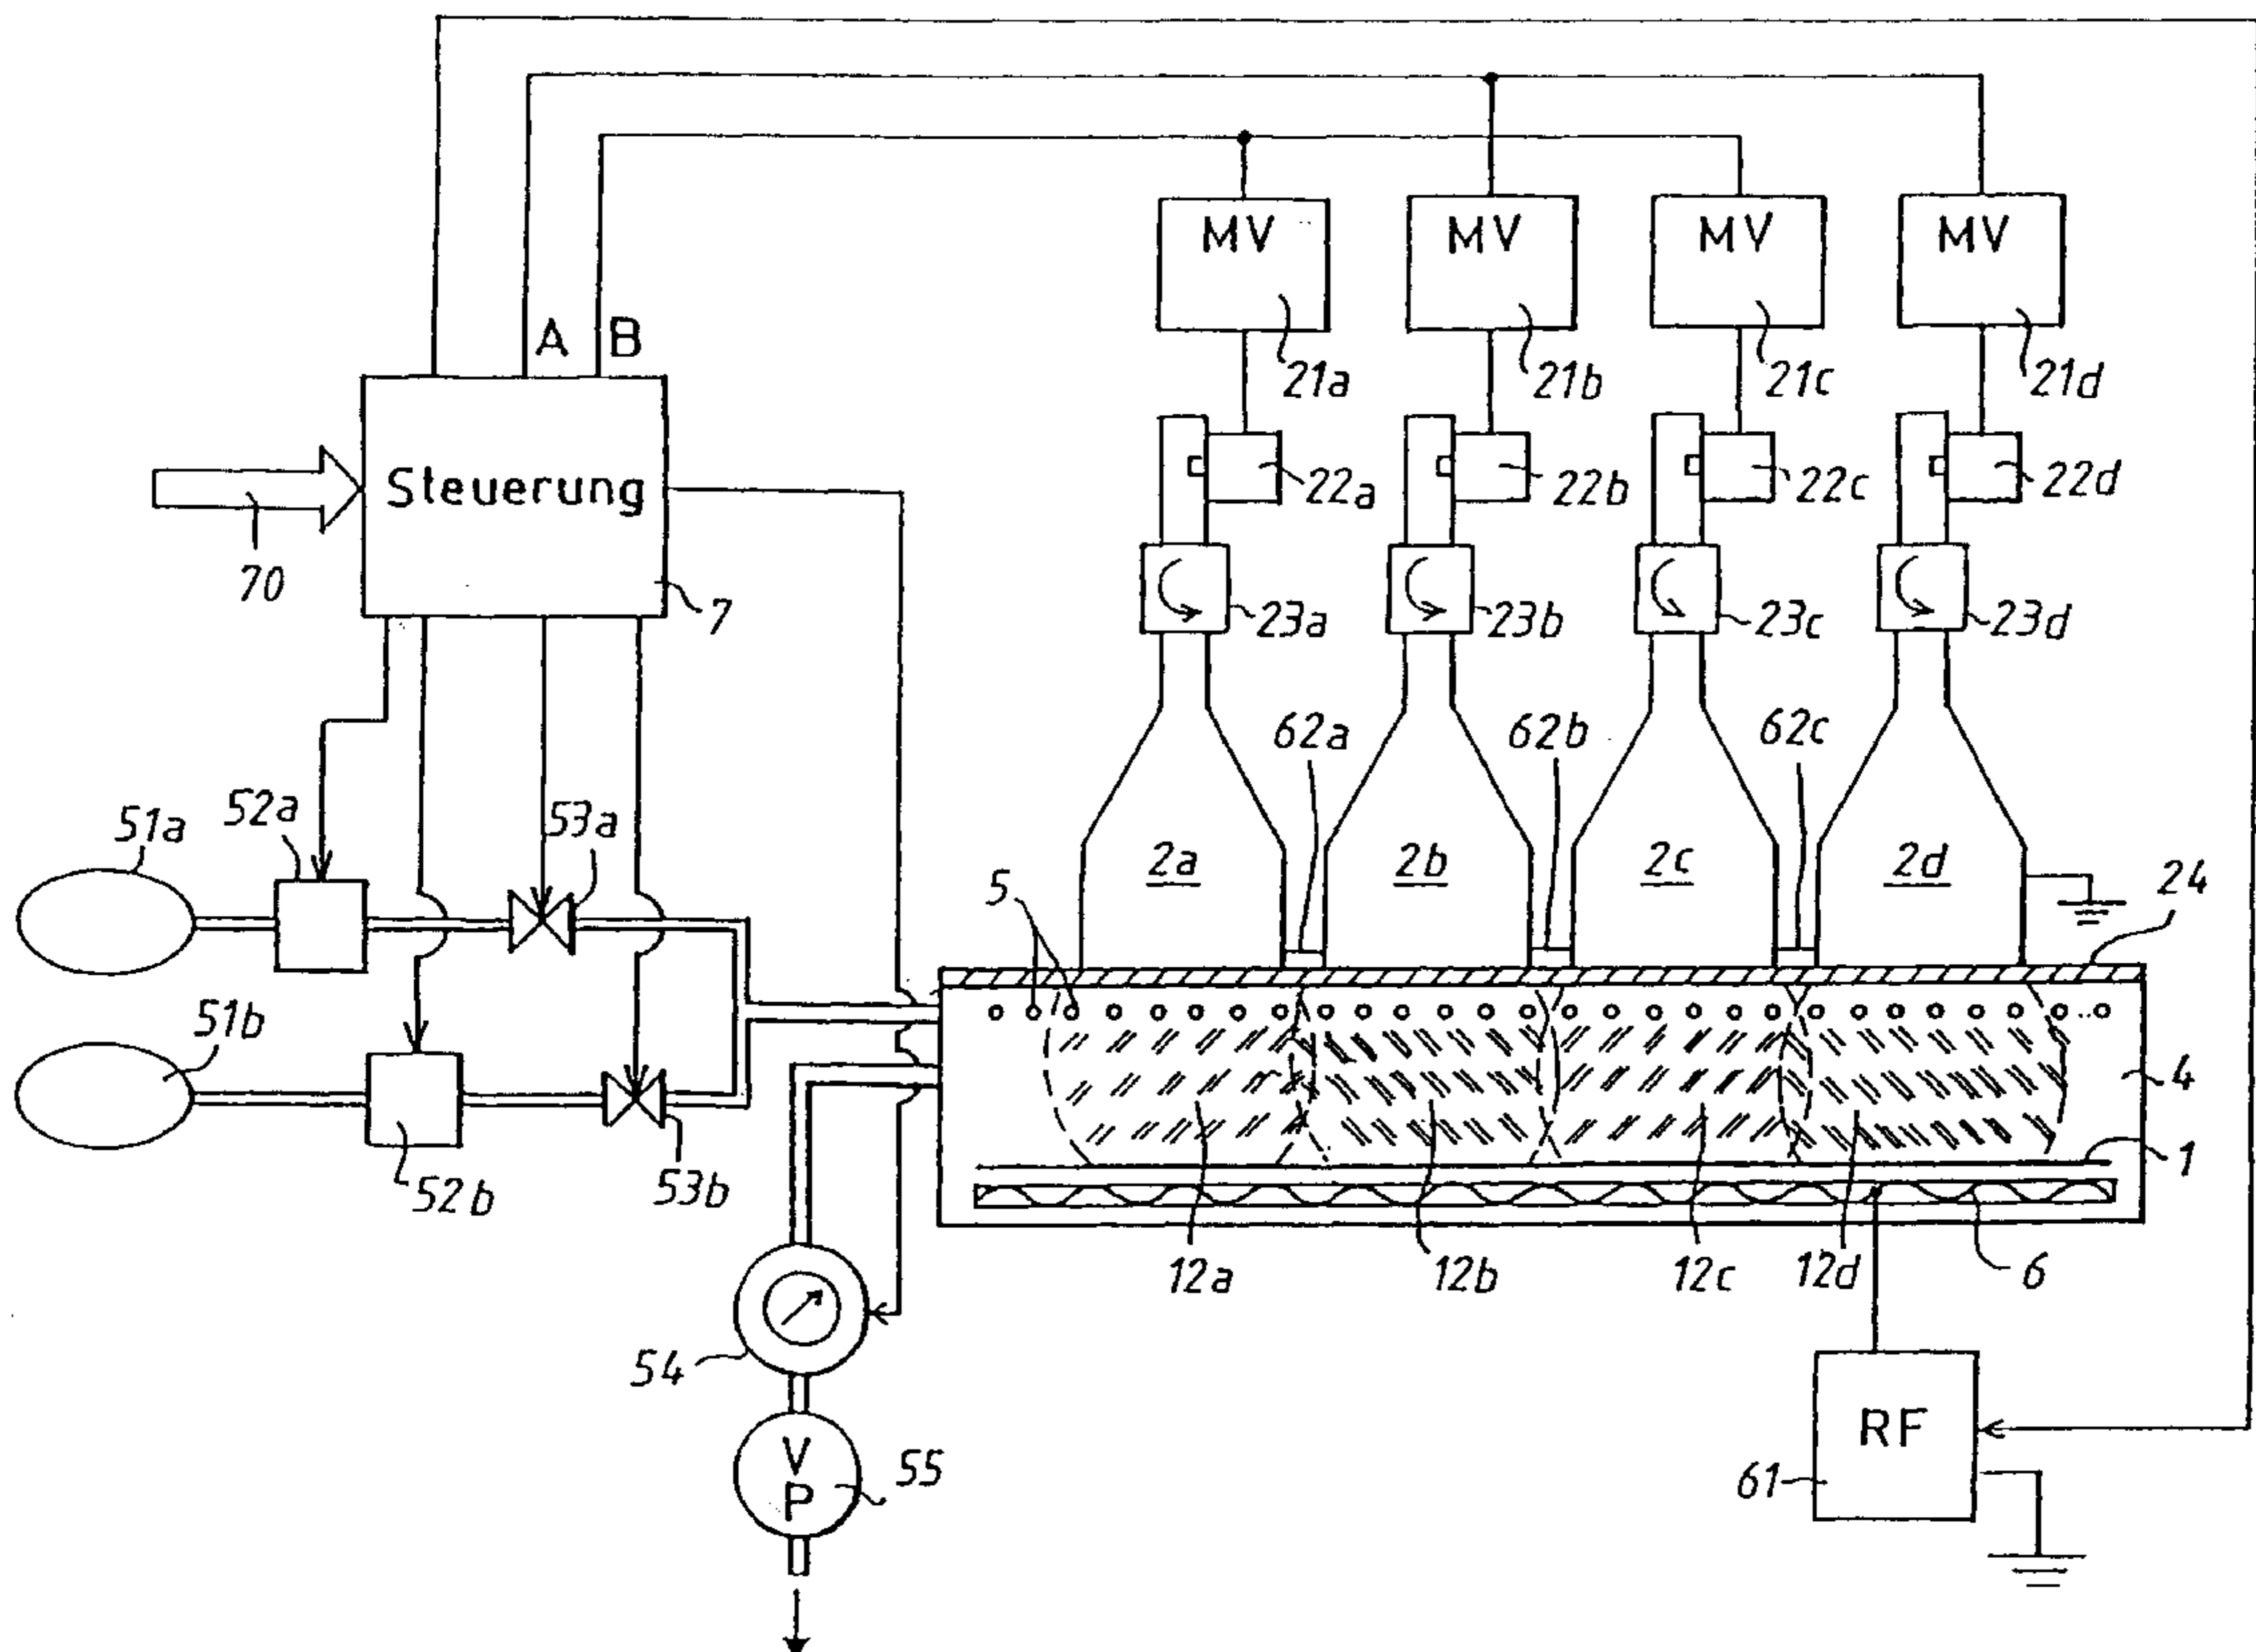 A B
MV MV MV MV
21a 21b 21c 21d
Steuerung
22a 22b 22c 22d
70
7
23a 23b 23c 23d
62a 62b 62c
51a 52a 53a
2a 2b 2c 2d
24
5
51b
4
52b 53b
1
12a 12b 12c 12d 6
54
RF
V
P
55
61